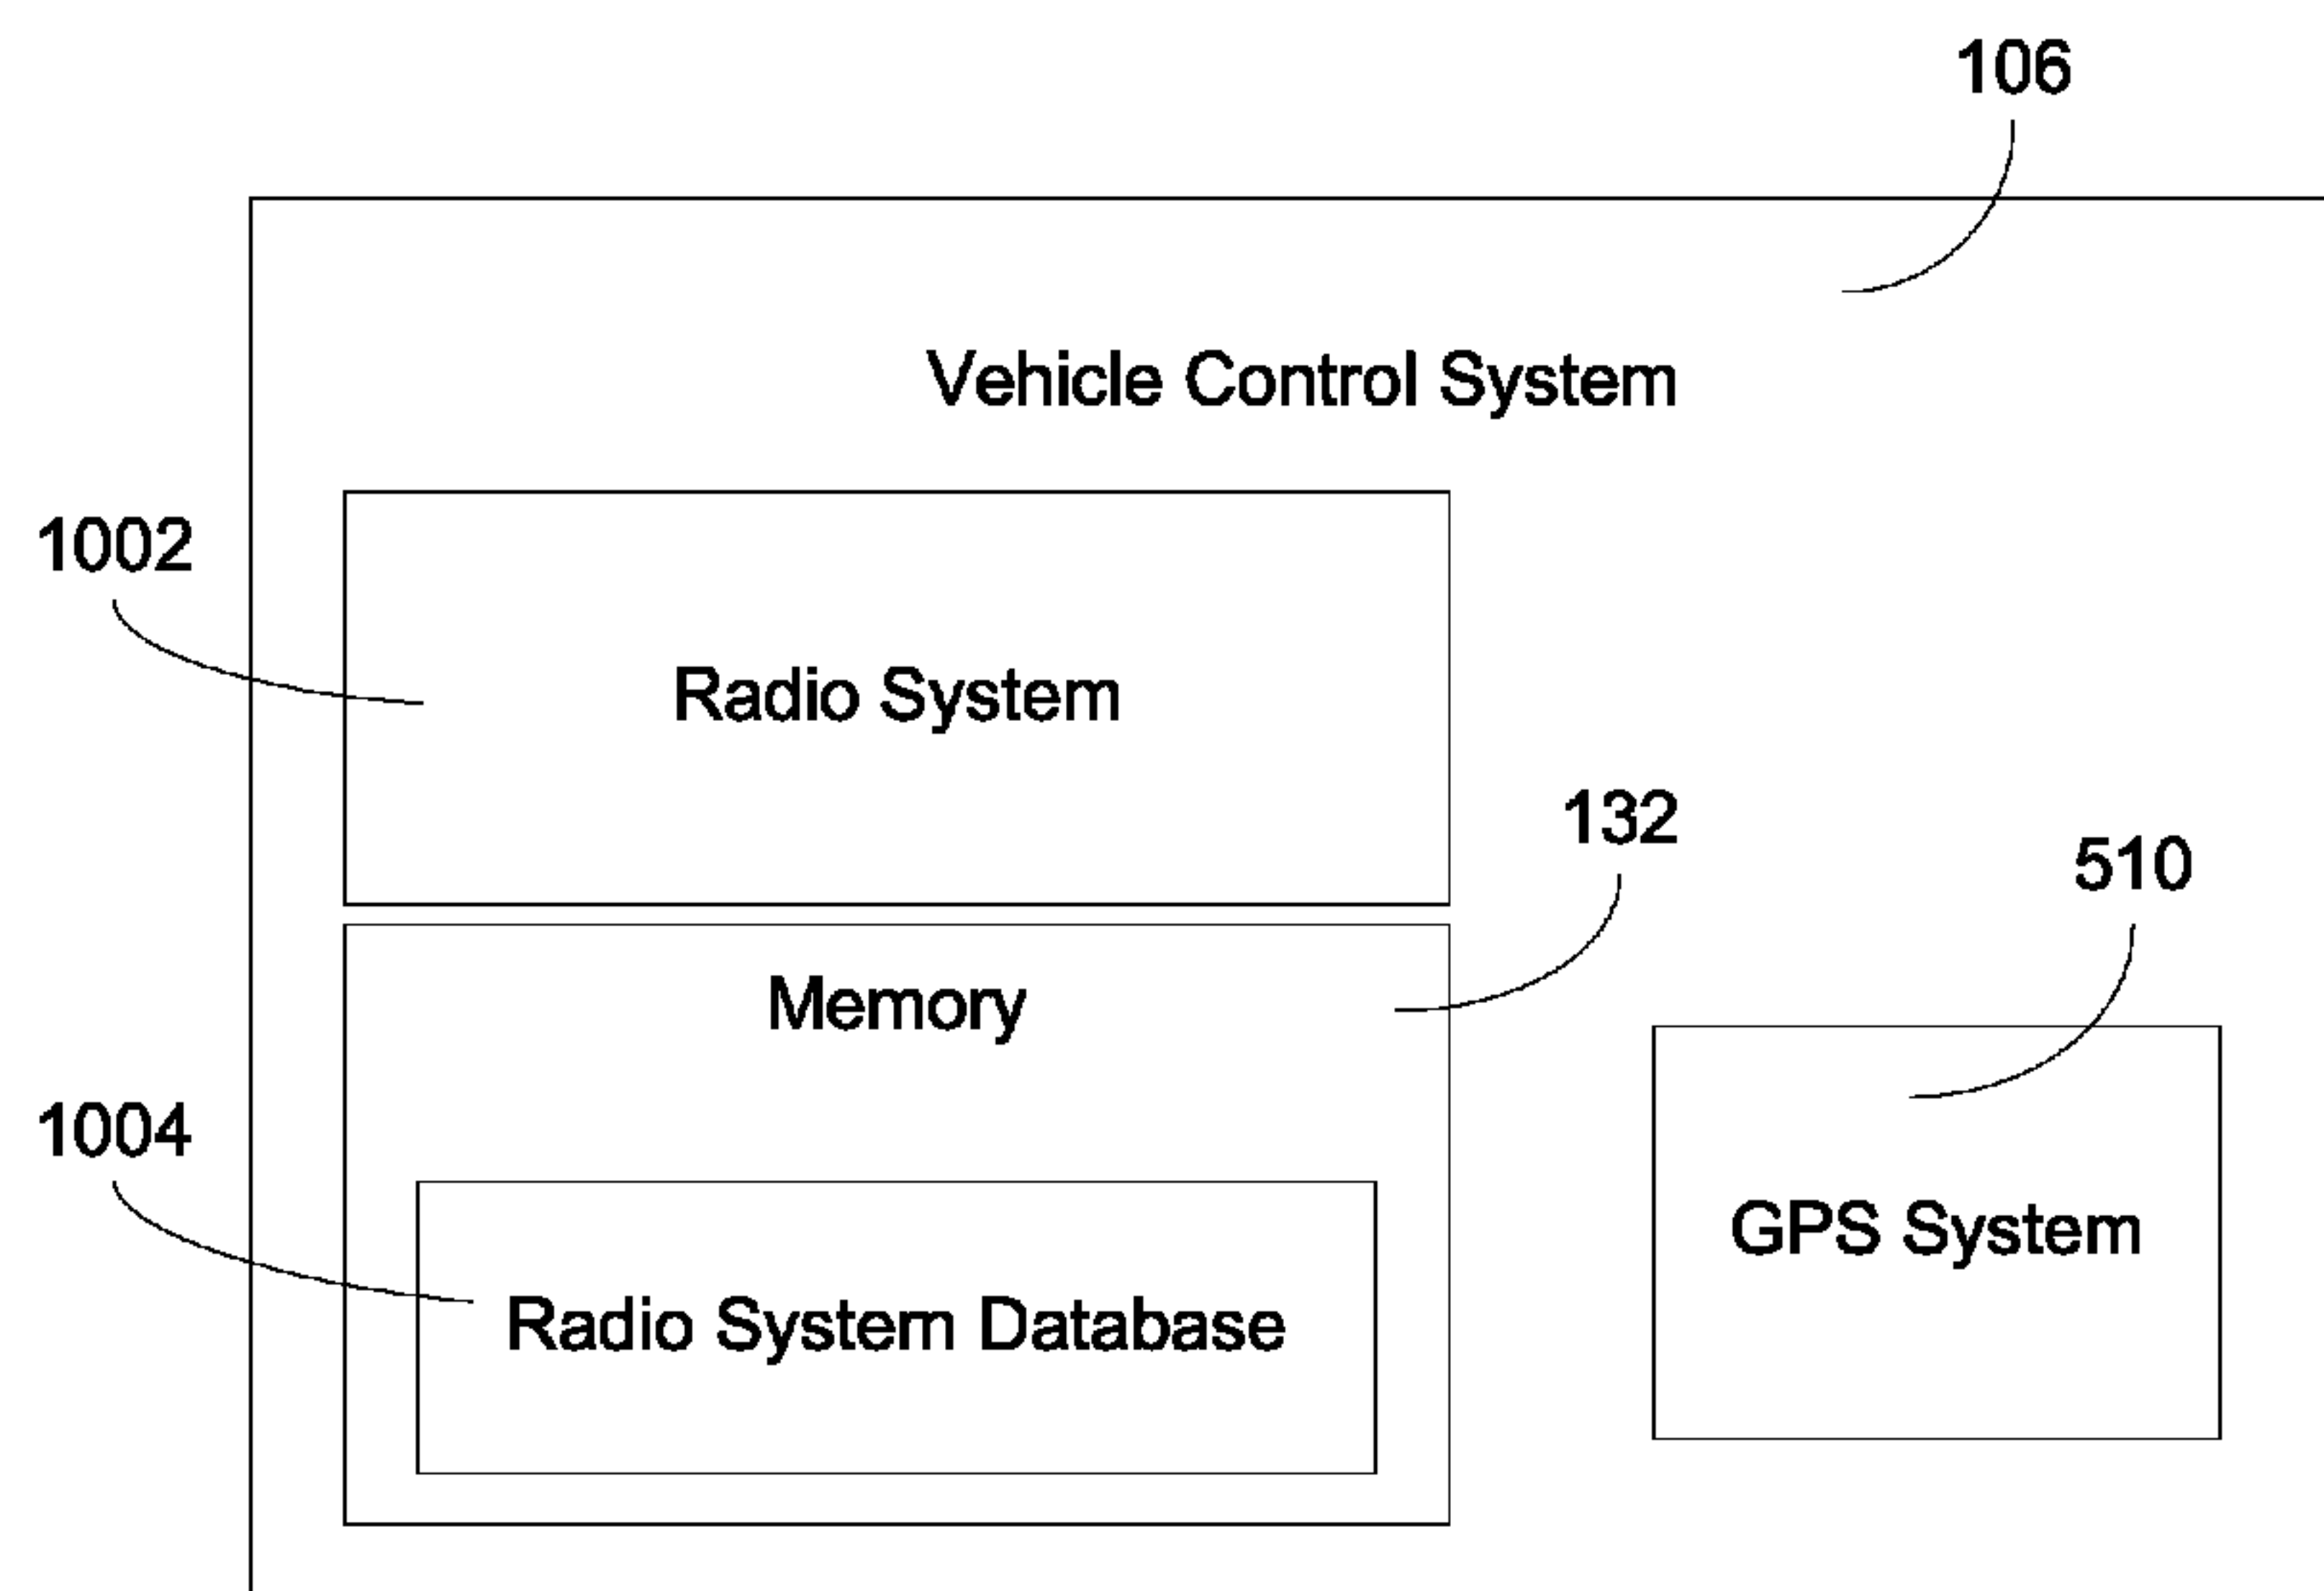 106
Vehicle Control System
1002
Radio System
132
510
Memory
1004
GPS System
Radio System Database